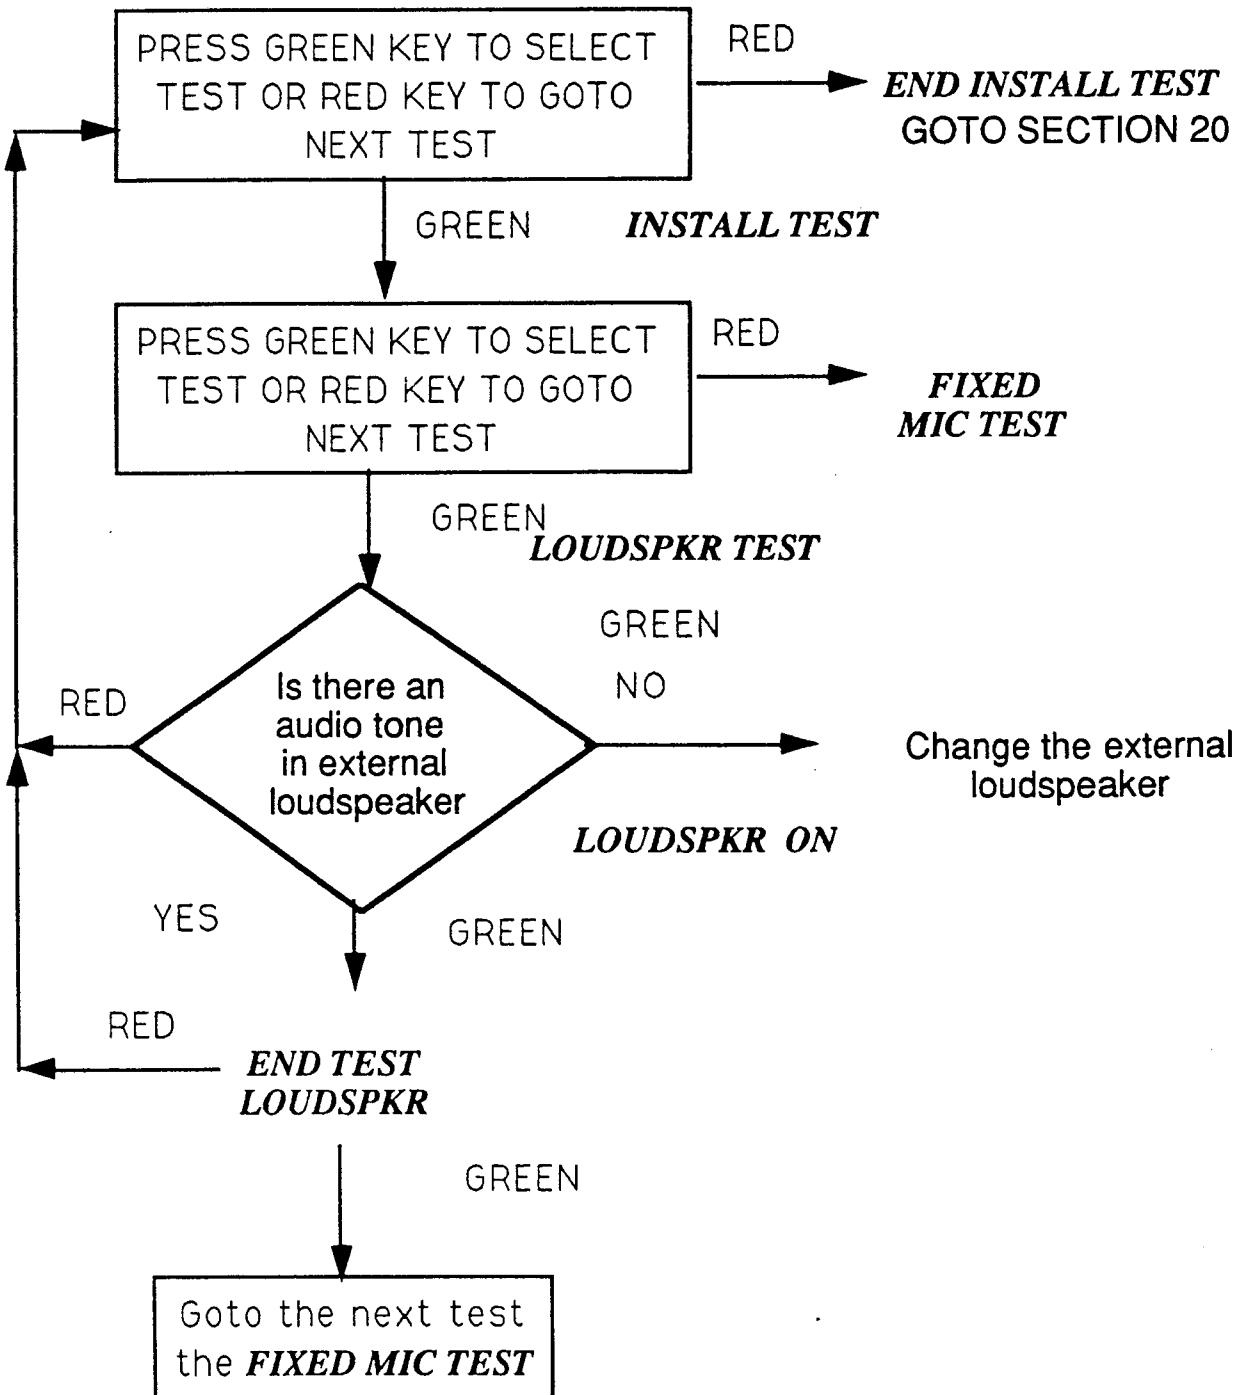 PRESS GREEN KEY TO SELECT
TEST OR RED KEY TO GOTO
NEXT TEST
RED
END INSTALL TEST
GOTO SECTION 20
GREEN
INSTALL TEST
PRESS GREEN KEY TO SELECT
TEST OR RED KEY TO GOTO
NEXT TEST
RED
FIXED
MIC TEST
GREEN
LOUDSPKR TEST
GREEN
NO
RED
Is there an
audio tone
in external
loudspeaker
Change the external
loudspeaker
LOUDSPKR ON
YES
GREEN
RED
END TEST
LOUDSPKR
GREEN
Goto the next test
the FIXED MIC TEST